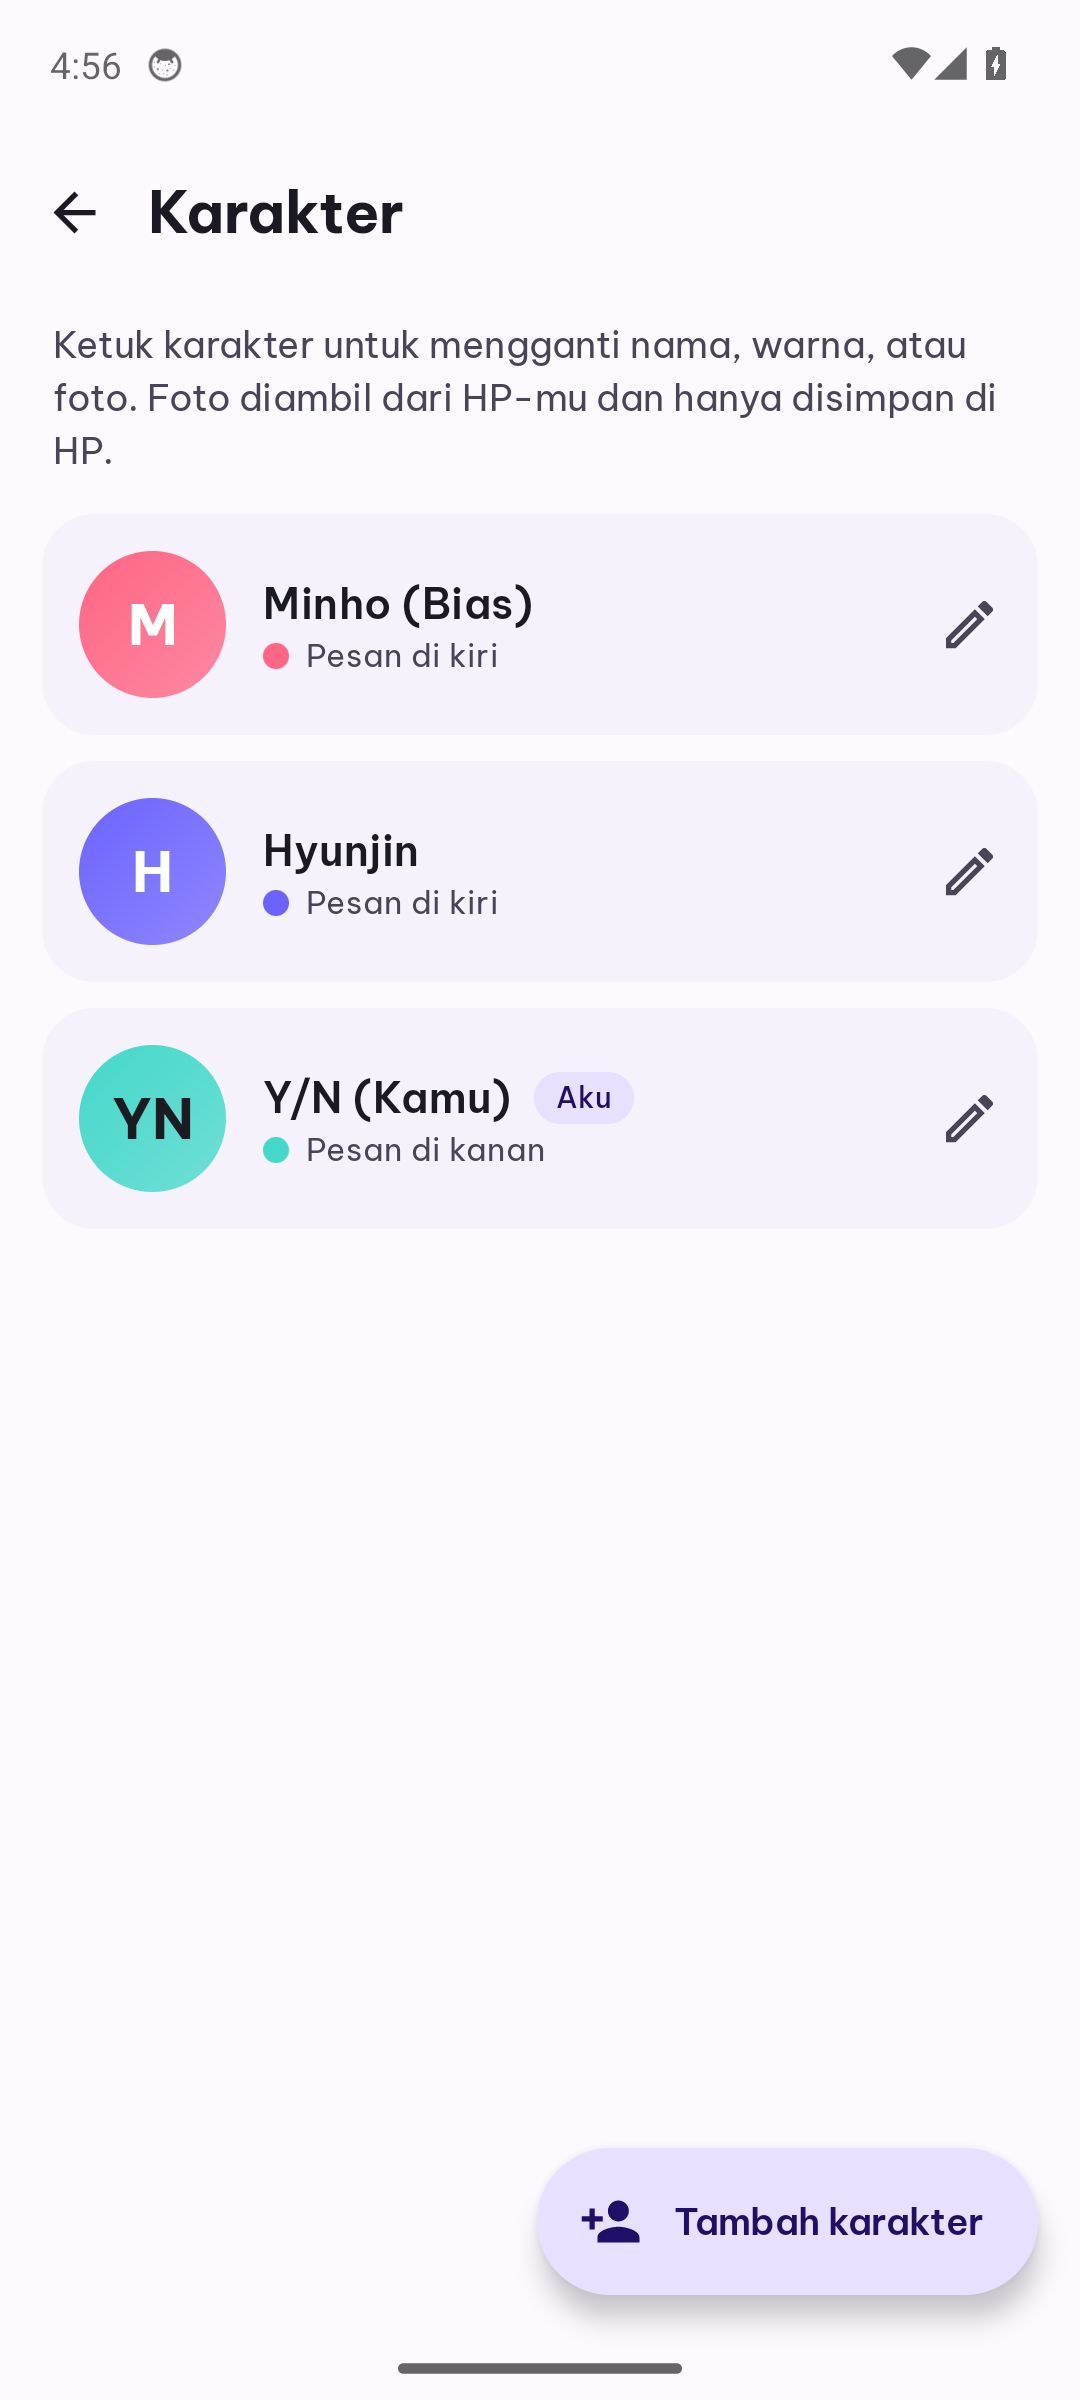 4:56
Karakter
Ketuk karakter untuk mengganti nama, warna, atau
foto. Foto diambil dari HP-mu dan hanya disimpan di
HP.
M
Minho (Bias)
Pesan di kiri
H
Hyunjin
Pesan di kiri
YN
Y/N (Kamu) Aku
Pesan di kanan
Tambah karakter